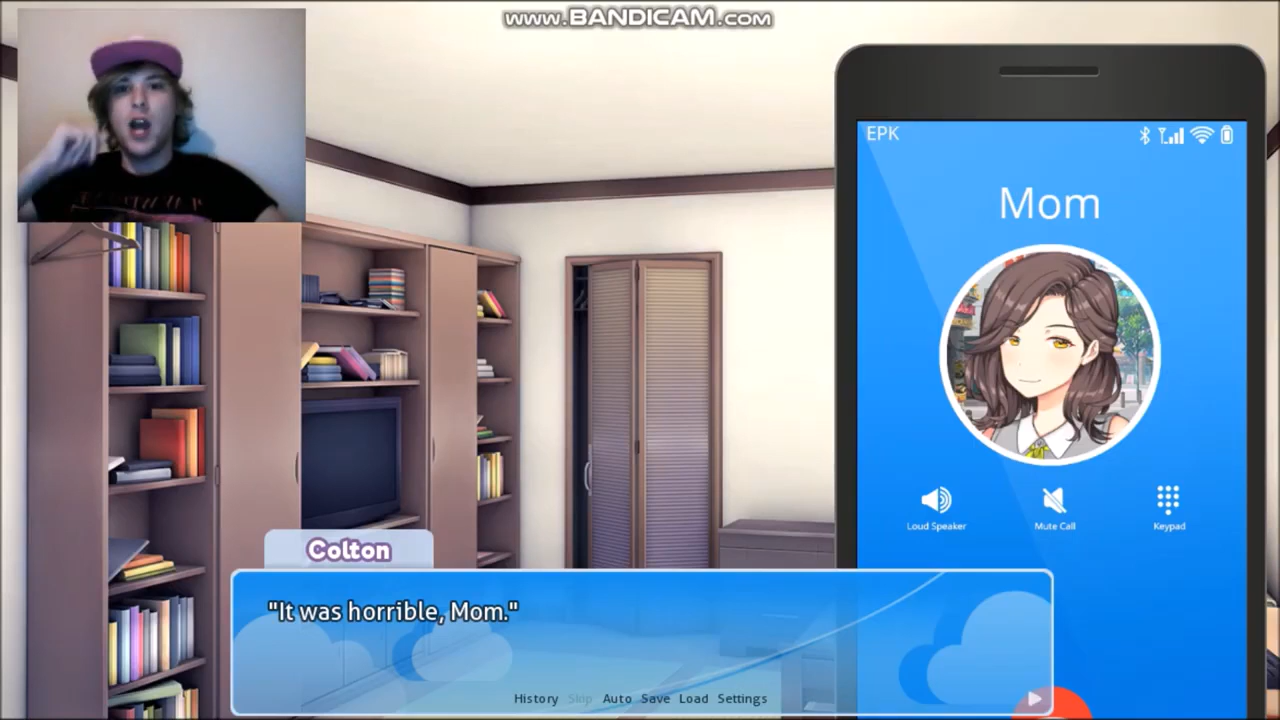 www.BANDICAM.com
EPK
Mom
Loud Speaker
Mute Call
Keypad
Colton
"It was horrible, Mom."
History Skip Auto Save Load Settings